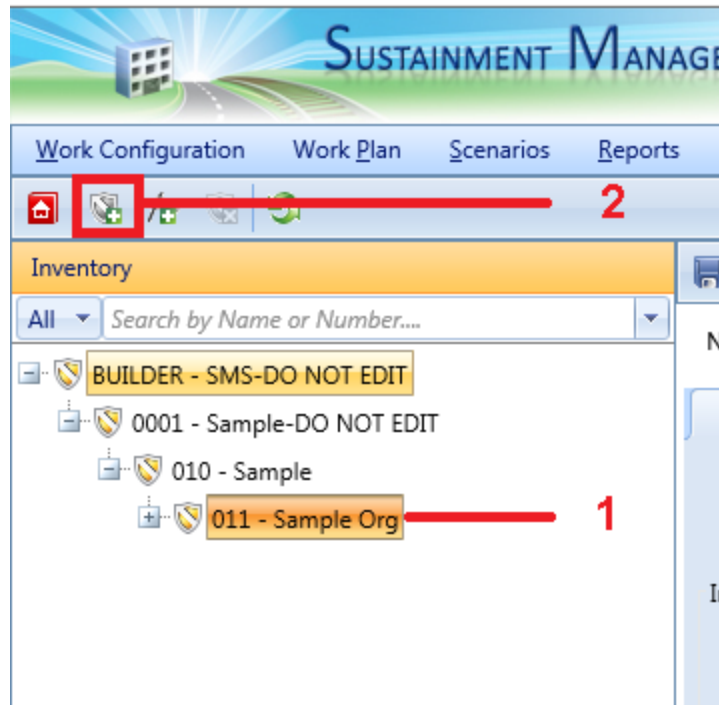 SUSTAINMENT MANAGE
Work Configuration Work Plan Scenarios Reports
2
Inventory
All Search by Name or Number....
N
BUILDER - SMS-DO NOT EDIT
0001 - Sample-DO NOT EDIT
010 - Sample
011 - Sample Org 1
I